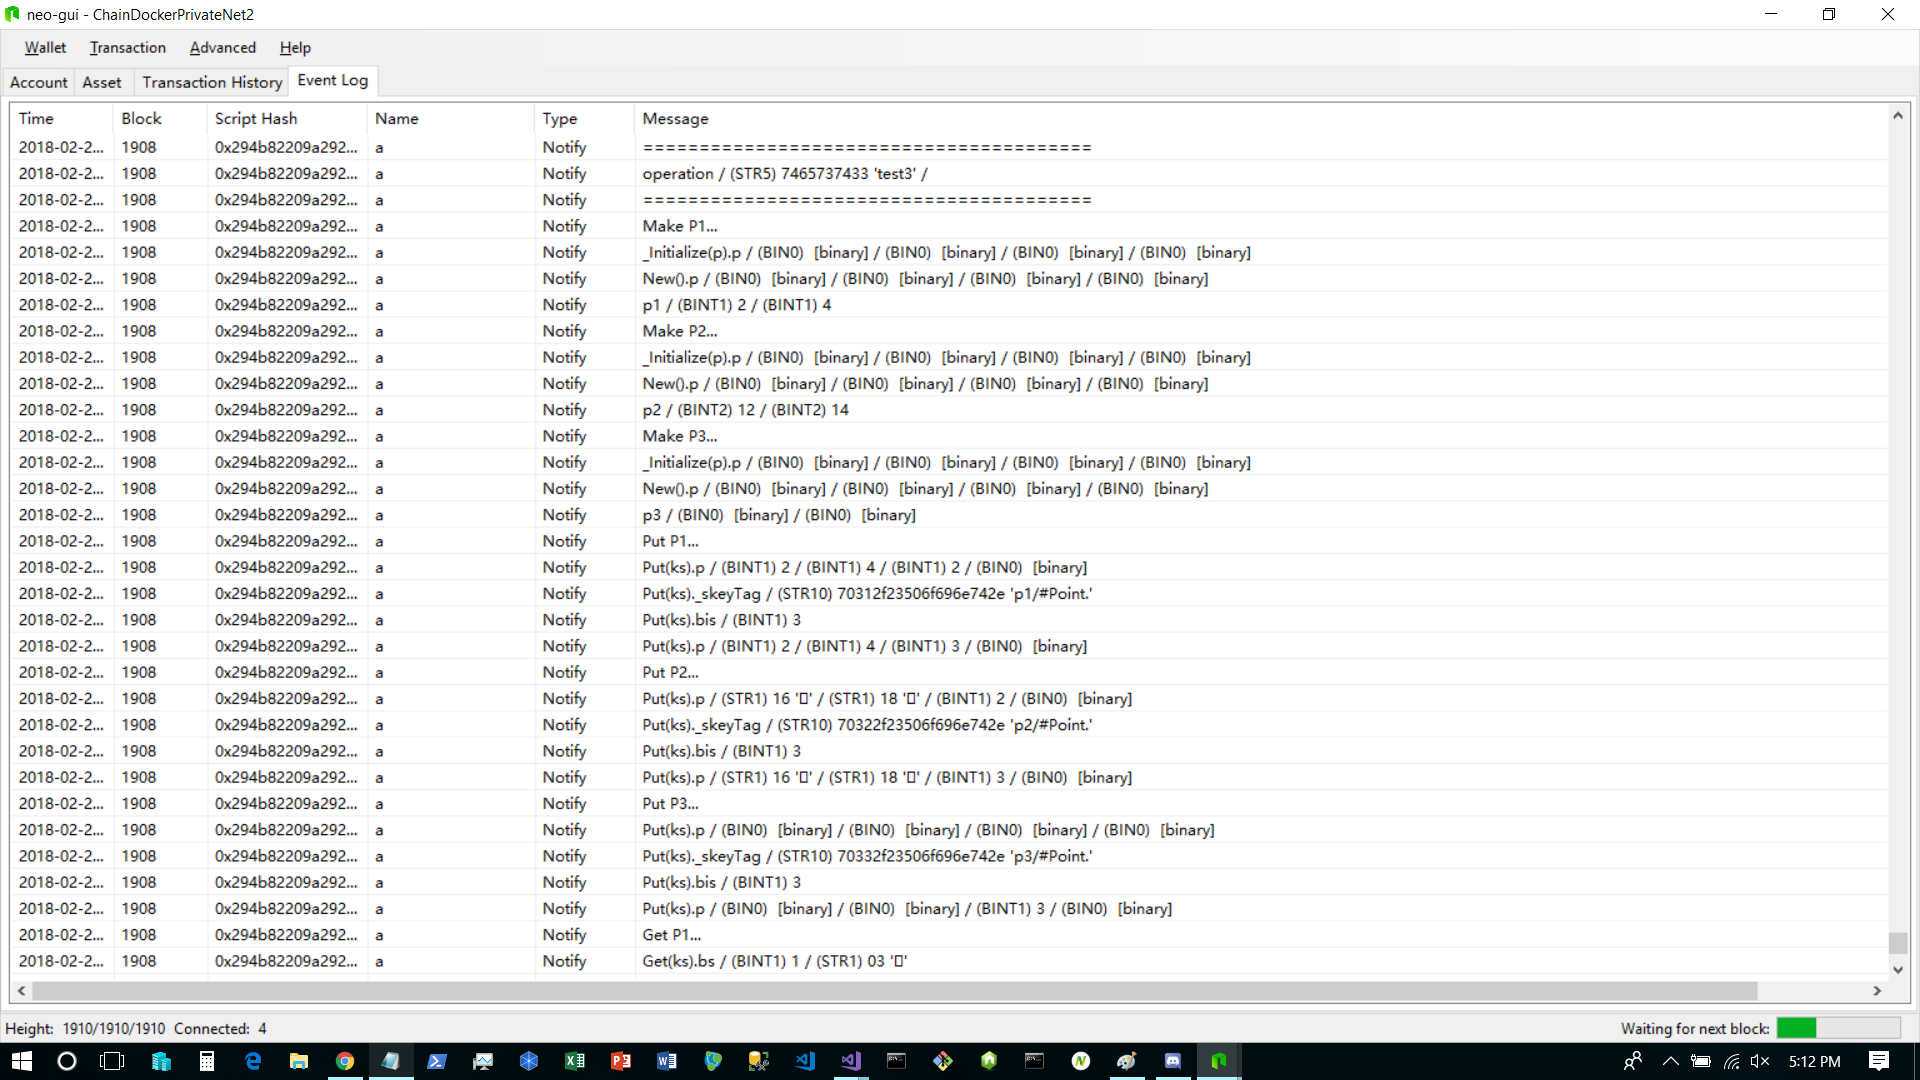 neo-gui - ChainDockerPrivateNet2
Wallet Transaction Advanced Help
Account Asset Transaction History Event Log
Time Block Script Hash Name Type Message
2018-02-2... 1908 0x294b82209a292... a Notify ========================================
2018-02-2... 1908 0x294b82209a292... a Notify operation / (STR5) 7465737433 'test3' /
2018-02-2... 1908 0x294b82209a292... a Notify ========================================
2018-02-2... 1908 0x294b82209a292... a Notify Make P1...
2018-02-2... 1908 0x294b82209a292... a Notify _Initialize(p).p / (BIN0) [binary] / (BIN0) [binary] / (BIN0) [binary] / (BIN0) [binary]
2018-02-2... 1908 0x294b82209a292... a Notify New().p / (BIN0) [binary] / (BIN0) [binary] / (BIN0) [binary] / (BIN0) [binary]
2018-02-2... 1908 0x294b82209a292... a Notify p1 / (BINT1) 2 / (BINT1) 4
2018-02-2... 1908 0x294b82209a292... a Notify Make P2...
2018-02-2... 1908 0x294b82209a292... a Notify _Initialize(p).p / (BIN0) [binary] / (BIN0) [binary] / (BIN0) [binary] / (BIN0) [binary]
2018-02-2... 1908 0x294b82209a292... a Notify New().p / (BIN0) [binary] / (BIN0) [binary] / (BIN0) [binary] / (BIN0) [binary]
2018-02-2... 1908 0x294b82209a292... a Notify p2 / (BINT2) 12 / (BINT2) 14
2018-02-2... 1908 0x294b82209a292... a Notify Make P3...
2018-02-2... 1908 0x294b82209a292... a Notify _Initialize(p).p / (BIN0) [binary] / (BIN0) [binary] / (BIN0) [binary] / (BIN0) [binary]
2018-02-2... 1908 0x294b82209a292... a Notify New().p / (BIN0) [binary] / (BIN0) [binary] / (BIN0) [binary] / (BIN0) [binary]
2018-02-2... 1908 0x294b82209a292... a Notify p3 / (BIN0) [binary] / (BIN0) [binary]
2018-02-2... 1908 0x294b82209a292... a Notify Put P1...
2018-02-2... 1908 0x294b82209a292... a Notify Put(ks).p / (BINT1) 2 / (BINT1) 4 / (BINT1) 2 / (BIN0) [binary]
2018-02-2... 1908 0x294b82209a292... a Notify Put(ks)._skeyTag / (STR10) 70312f23506f696e742e 'p1/#Point.'
2018-02-2... 1908 0x294b82209a292... a Notify Put(ks).bis / (BINT1) 3
2018-02-2... 1908 0x294b82209a292... a Notify Put(ks).p / (BINT1) 2 / (BINT1) 4 / (BINT1) 3 / (BIN0) [binary]
2018-02-2... 1908 0x294b82209a292... a Notify Put P2...
2018-02-2... 1908 0x294b82209a292... a Notify Put(ks).p / (STR1) 16 '▯' / (STR1) 18 '▯' / (BINT1) 2 / (BIN0) [binary]
2018-02-2... 1908 0x294b82209a292... a Notify Put(ks)._skeyTag / (STR10) 70322f23506f696e742e 'p2/#Point.'
2018-02-2... 1908 0x294b82209a292... a Notify Put(ks).bis / (BINT1) 3
2018-02-2... 1908 0x294b82209a292... a Notify Put(ks).p / (STR1) 16 '▯' / (STR1) 18 '▯' / (BINT1) 3 / (BIN0) [binary]
2018-02-2... 1908 0x294b82209a292... a Notify Put P3...
2018-02-2... 1908 0x294b82209a292... a Notify Put(ks).p / (BIN0) [binary] / (BIN0) [binary] / (BIN0) [binary] / (BIN0) [binary]
2018-02-2... 1908 0x294b82209a292... a Notify Put(ks)._skeyTag / (STR10) 70332f23506f696e742e 'p3/#Point.'
2018-02-2... 1908 0x294b82209a292... a Notify Put(ks).bis / (BINT1) 3
2018-02-2... 1908 0x294b82209a292... a Notify Put(ks).p / (BIN0) [binary] / (BIN0) [binary] / (BINT1) 3 / (BIN0) [binary]
2018-02-2... 1908 0x294b82209a292... a Notify Get P1...
2018-02-2... 1908 0x294b82209a292... a Notify Get(ks).bs / (BINT1) 1 / (STR1) 03 '▯'
Height: 1910/1910/1910 Connected: 4 Waiting for next block:
5:12 PM